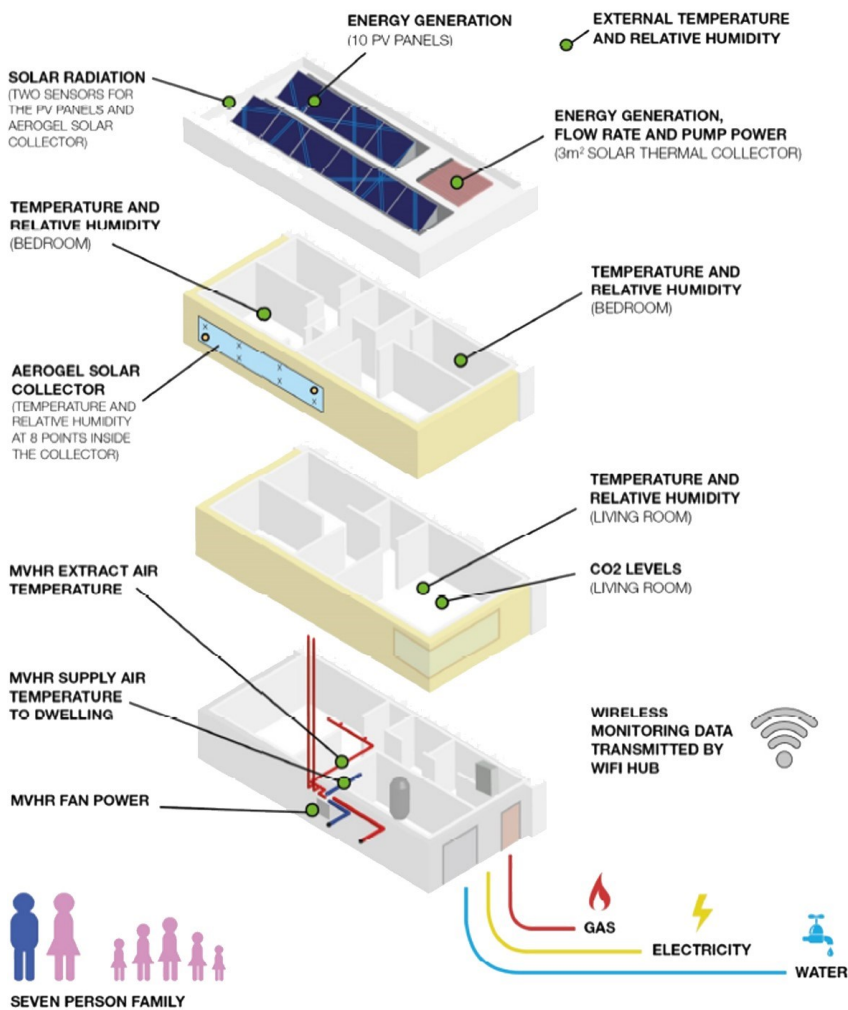 ENERGY GENERATION
(10 PV PANELS)
EXTERNAL TEMPERATURE
AND RELATIVE HUMIDITY
SOLAR RADIATION
(TWO SENSORS FOR
THE PV PANELS AND
AEROGEL SOLAR
COLLECTOR)
ENERGY GENERATION,
FLOW RATE AND PUMP POWER
(3m² SOLAR THERMAL COLLECTOR)
TEMPERATURE AND
RELATIVE HUMIDITY
(BEDROOM)
TEMPERATURE AND
RELATIVE HUMIDITY
(BEDROOM)
AEROGEL SOLAR
COLLECTOR
(TEMPERATURE AND
RELATIVE HUMIDITY
AT 8 POINTS INSIDE
THE COLLECTOR)
TEMPERATURE AND
RELATIVE HUMIDITY
(LIVING ROOM)
CO2 LEVELS
(LIVING ROOM)
MVHR EXTRACT AIR
TEMPERATURE
MVHR SUPPLY AIR
TEMPERATURE
TO DWELLING
WIRELESS
MONITORING DATA
TRANSMITTED BY
WIFI HUB
MVHR FAN POWER
GAS
ELECTRICITY
WATER
SEVEN PERSON FAMILY